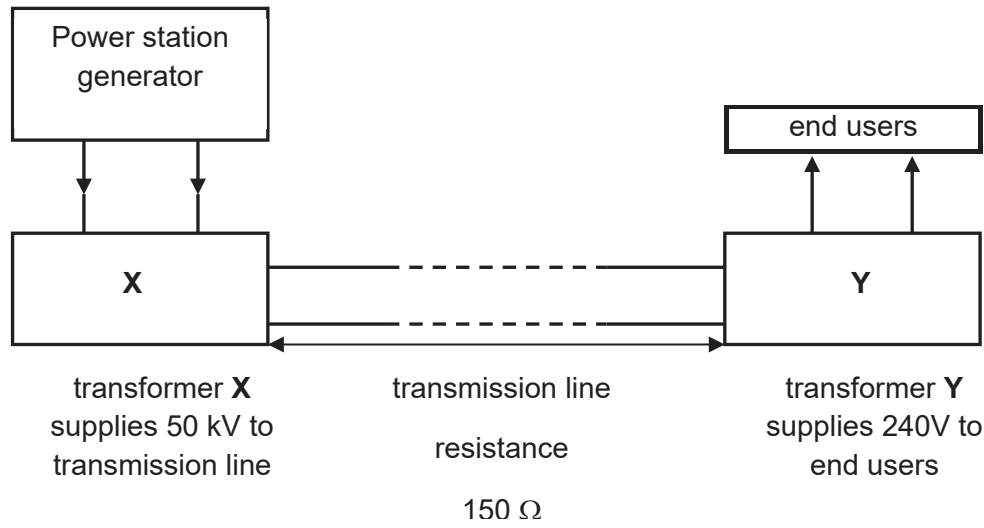 Power station
generator
end users
X
Y
transformer X
supplies 50 kV to
transmission line
transmission line
resistance
150 Ω
transformer Y
supplies 240V to
end users